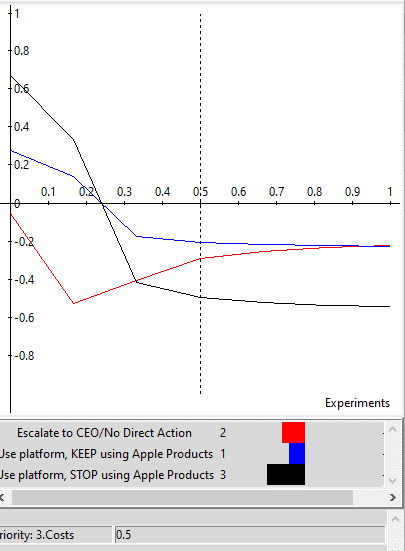 1
0.8
0.6
0.4
0.2
0.1 0.2 0.3 0.4 0.5 0.6 0.7 0.8 0.9 1
0
-0.2
-0.4
-0.6
-0.8
Experiments
Escalate to CEO/No Direct Action 2
Use platform, KEEP using Apple Products 1
Use platform, STOP using Apple Products 3
riority: 3.Costs 0.5